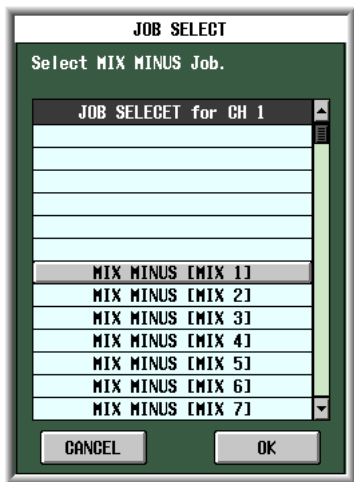 JOB SELECT
Select MIX MINUS Job.
JOB SELECET for CH 1
MIX MINUS [MIX 1]
MIX MINUS [MIX 2]
MIX MINUS [MIX 3]
MIX MINUS [MIX 4]
MIX MINUS [MIX 5]
MIX MINUS [MIX 6]
MIX MINUS [MIX 7]
CANCEL OK